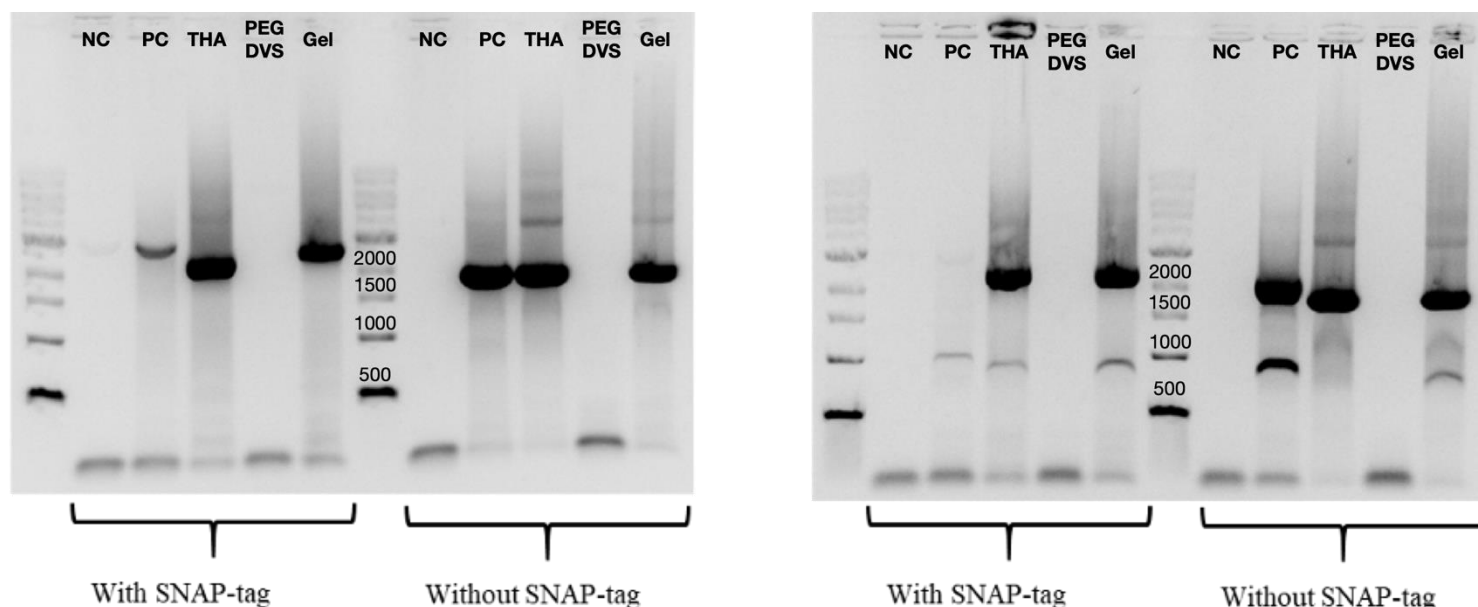 NC PC THA PEG DVS Gel NC PC THA PEG DVS Gel
2000
1500
1000
500
With SNAP-tag Without SNAP-tag
NC PC THA PEG DVS Gel NC PC THA PEG DVS Gel
2000
1500
1000
500
With SNAP-tag Without SNAP-tag